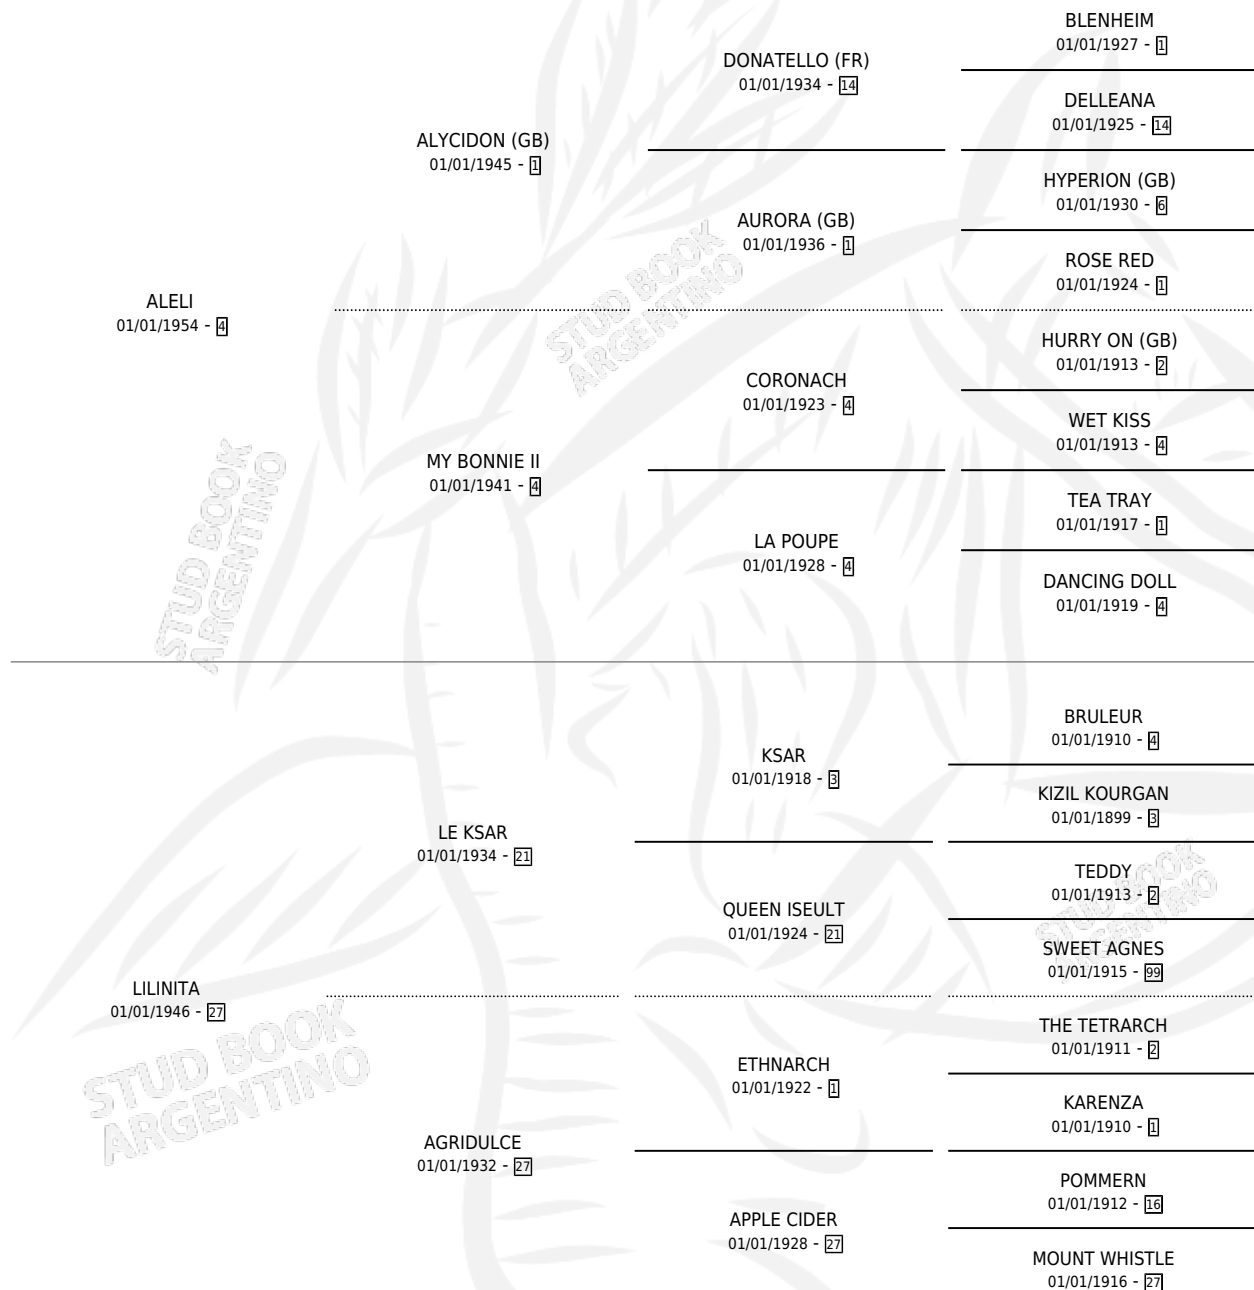 BLENHEIM
01/01/1927 - 1
DONATELLO (FR)
01/01/1934 - 14
DELLEANA
01/01/1925 - 14
ALYCIDON (GB)
01/01/1945 - 1
HYPERION (GB)
01/01/1930 - 6
AURORA (GB)
01/01/1936 - 1
ROSE RED
01/01/1924 - 1
ALELI
01/01/1954 - 4
STUD BOOK
ARGENTINO
HURRY ON (GB)
01/01/1913 - 2
CORONACH
01/01/1923 - 4
WET KISS
01/01/1913 - 4
MY BONNIE II
01/01/1941 - 4
TEA TRAY
01/01/1917 - 1
LA POUPE
01/01/1928 - 4
DANCING DOLL
01/01/1919 - 4
STUD BOOK
ARGENTINO
BRULEUR
01/01/1910 - 4
KSAR
01/01/1918 - 3
KIZIL KOURGAN
01/01/1899 - 3
LE KSAR
01/01/1934 - 21
TEDDY
01/01/1913 - 2
QUEEN ISEULT
01/01/1924 - 21
SWEET AGNES
01/01/1915 - 99
STUD BOOK
ARGENTINO
LILINITA
01/01/1946 - 27
THE TETRARCH
01/01/1911 - 2
ETHNARCH
01/01/1922 - 1
KARENZA
01/01/1910 - 1
STUD BOOK
ARGENTINO
AGRIDULCE
01/01/1932 - 27
POMMERN
01/01/1912 - 16
APPLE CIDER
01/01/1928 - 27
MOUNT WHISTLE
01/01/1916 - 27